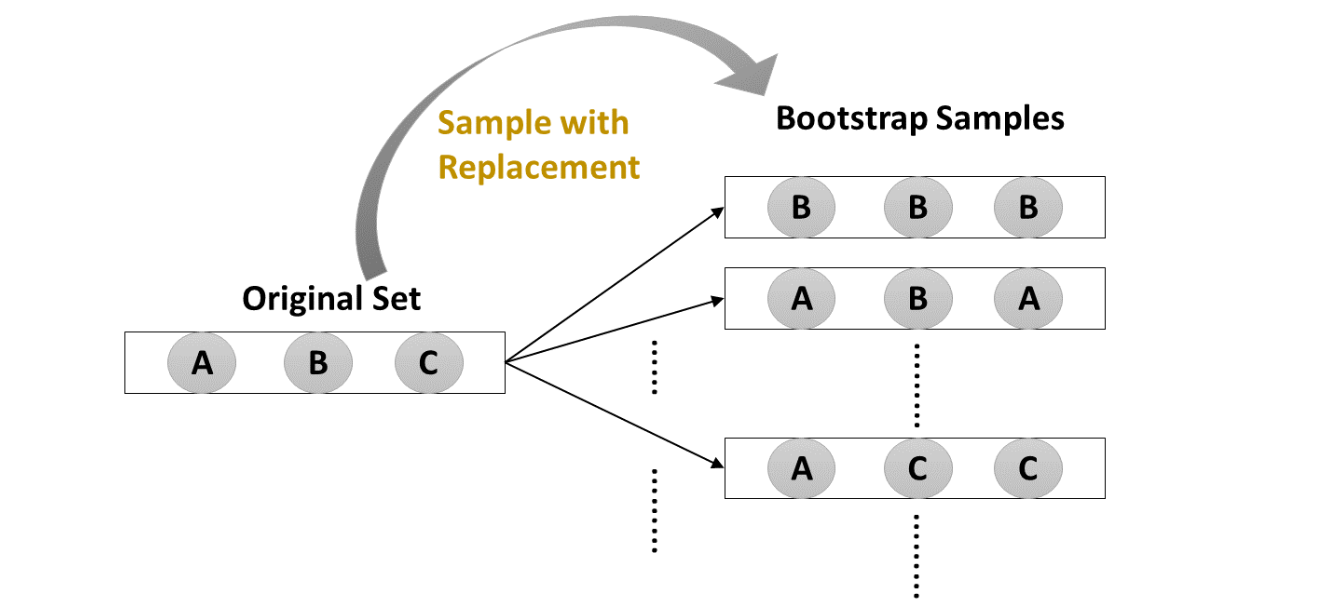 Sample with
Replacement
Bootstrap Samples
B B B
A B A
Original Set
A B C
A C C